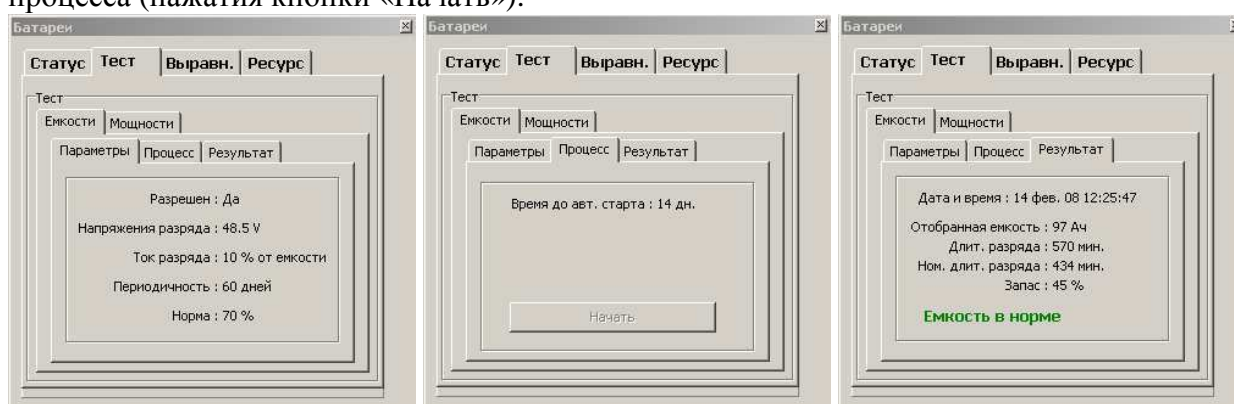 процесса (нажатия кнопки «Начать»).
Батареи
Статус Тест Выравн. Ресурс
Тест
Емкости Мощности
Параметры Процесс Результат
Разрешен : Да
Напряжения разряда : 48.5 V
Ток разряда : 10 % от емкости
Периодичность : 60 дней
Норма : 70 %
Батареи
Статус Тест Выравн. Ресурс
Тест
Емкости Мощности
Параметры Процесс Результат
Время до авт. старта : 14 дн.
Начать
Батареи
Статус Тест Выравн. Ресурс
Тест
Емкости Мощности
Параметры Процесс Результат
Дата и время : 14 фев. 08 12:25:47
Отобранная емкость : 97 Ач
Длит. разряда : 570 мин.
Ном. длит. разряда : 434 мин.
Запас : 45 %
Емкость в норме